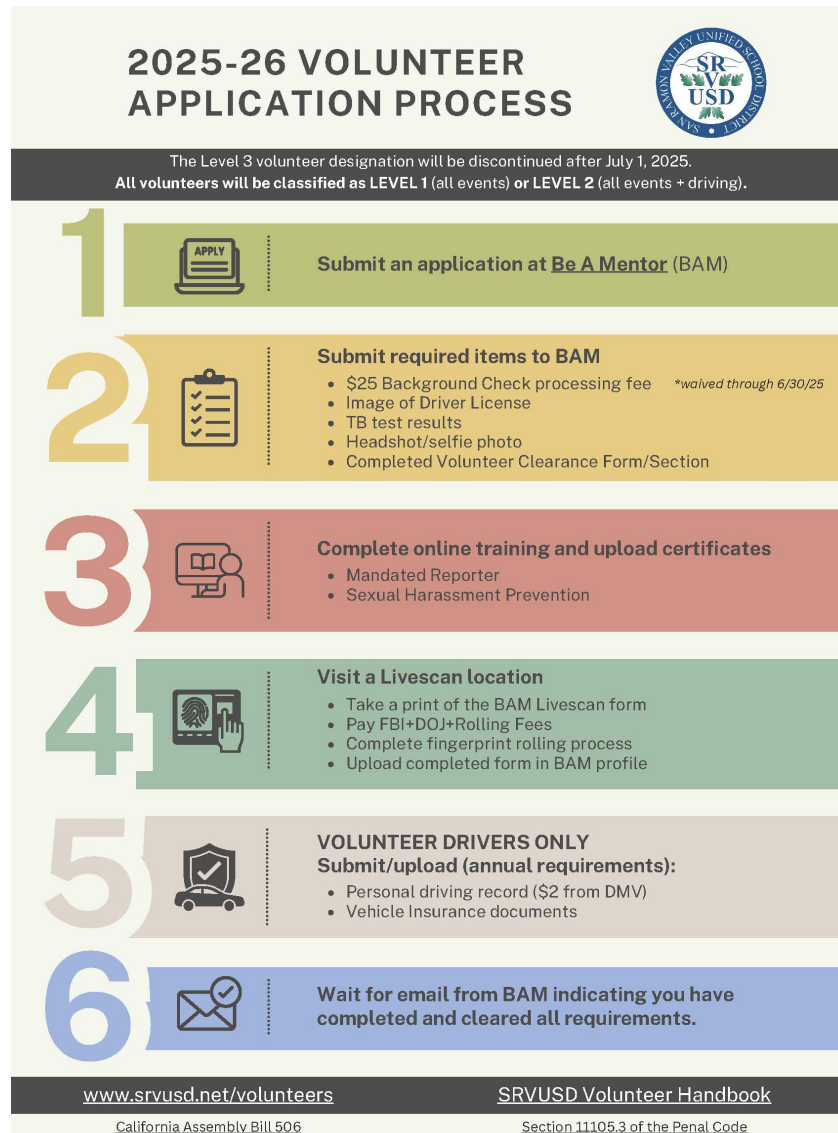 2025-26 VOLUNTEER
APPLICATION PROCESS
SAN RAMON VALLEY UNIFIED SCHOOL DISTRICT
SR
V
USD
The Level 3 volunteer designation will be discontinued after July 1, 2025.
All volunteers will be classified as LEVEL 1 (all events) or LEVEL 2 (all events + driving).
1
APPLY
Submit an application at Be A Mentor (BAM)
2
Submit required items to BAM
• $25 Background Check processing fee *waived through 6/30/25
• Image of Driver License
• TB test results
• Headshot/selfie photo
• Completed Volunteer Clearance Form/Section
3
Complete online training and upload certificates
• Mandated Reporter
• Sexual Harassment Prevention
4
Visit a Livescan location
• Take a print of the BAM Livescan form
• Pay FBI+DOJ+Rolling Fees
• Complete fingerprint rolling process
• Upload completed form in BAM profile
5
VOLUNTEER DRIVERS ONLY
Submit/upload (annual requirements):
• Personal driving record ($2 from DMV)
• Vehicle Insurance documents
6
Wait for email from BAM indicating you have
completed and cleared all requirements.
www.srvusd.net/volunteers
SRVUSD Volunteer Handbook
California Assembly Bill 506
Section 11105.3 of the Penal Code